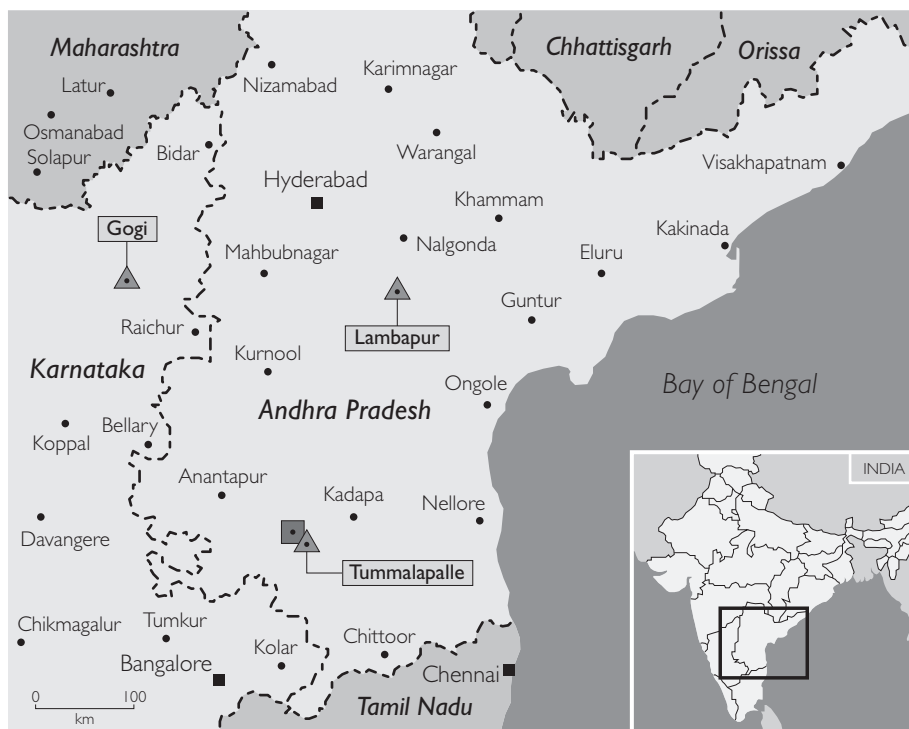 Maharashtra
Chhattisgarh
Orissa
Latur
Nizamabad
Karimnagar
Osmanabad
Solapur
Bidar
Warangal
Visakhapatnam
Hyderabad
Khammam
Gogi
Nalgonda
Kakinada
Mahbubnagar
Eluru
Guntur
Raichur
Lambapur
Kurnool
Karnataka
Ongole
Bay of Bengal
Andhra Pradesh
Bellary
Koppal
INDIA
Anantapur
Kadapa
Nellore
Davangere
Tummalapalle
Chikmagalur
Tumkur
Kolar
Chittoor
Bangalore
Chennai
0 100
km
Tamil Nadu